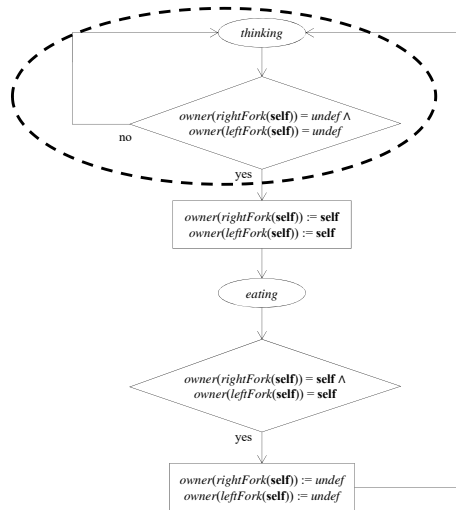 thinking
owner(rightFork(self)) = undef ∧
owner(leftFork(self)) = undef
no
yes
owner(rightFork(self)) := self
owner(leftFork(self)) := self
eating
owner(rightFork(self)) = self ∧
owner(leftFork(self)) = self
yes
owner(rightFork(self)) := undef
owner(leftFork(self)) := undef